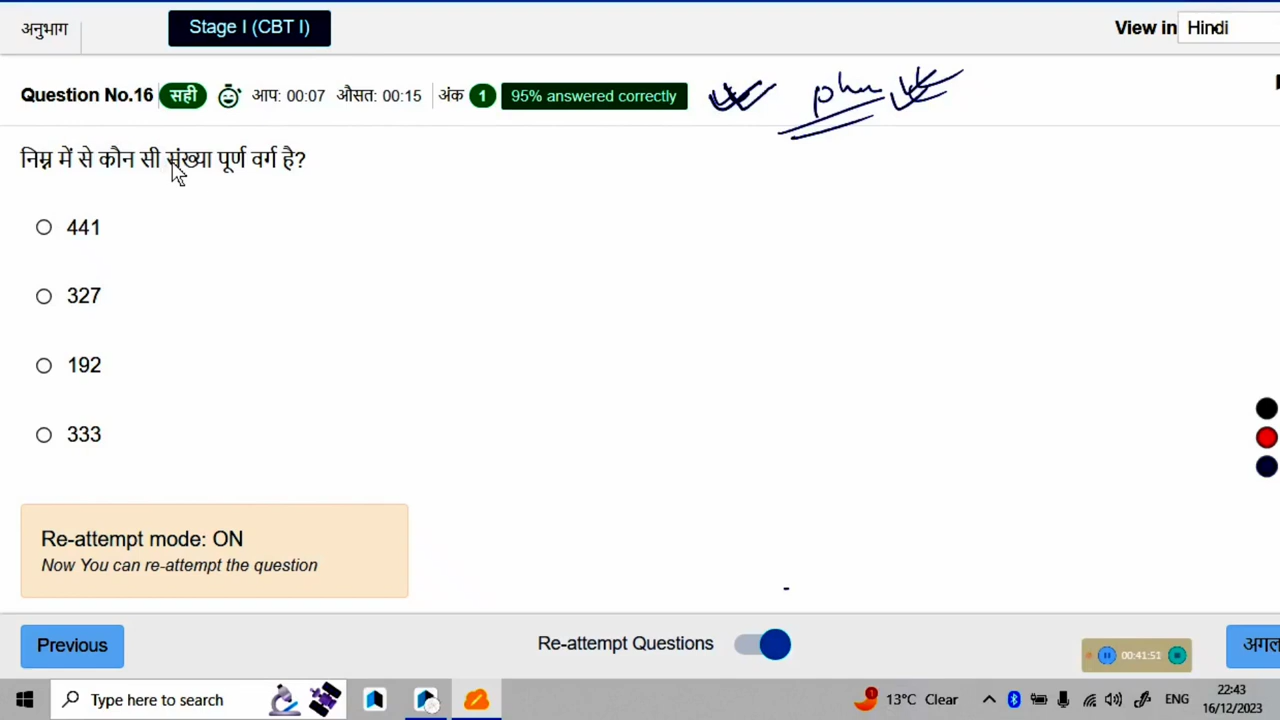 अनुभाग
Stage I (CBT I)
View in Hindi
Question No.16 सही आप: 00:07 औसत: 00:15 अंक 1 95% answered correctly
निम्न में से कौन सी संख्या पूर्ण वर्ग है?
441
327
192
333
Re-attempt mode: ON
Now You can re-attempt the question
Previous
Re-attempt Questions
00:41:51
अगल
Type here to search
1
13°C Clear
ENG
22:43
16/12/2023